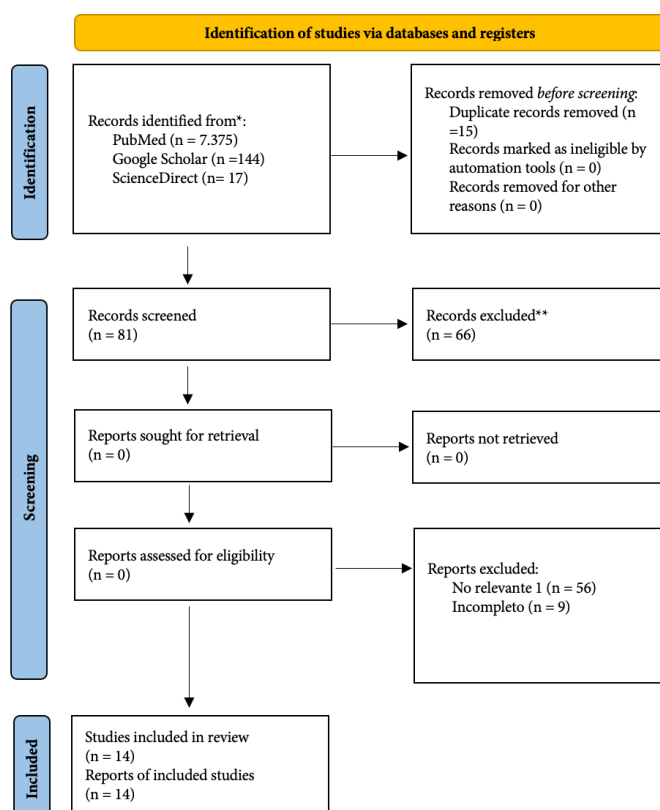 Identification of studies via databases and registers
Identification
Records identified from*:
PubMed (n = 7.375)
Google Scholar (n =144)
ScienceDirect (n= 17)
Records removed before screening:
Duplicate records removed (n
=15)
Records marked as ineligible by
automation tools (n = 0)
Records removed for other
reasons (n = 0)
Screening
Records screened
(n = 81)
Records excluded**
(n = 66)
Reports sought for retrieval
(n = 0)
Reports not retrieved
(n = 0)
Reports assessed for eligibility
(n = 0)
Reports excluded:
No relevante 1 (n = 56)
Incompleto (n = 9)
Included
Studies included in review
(n = 14)
Reports of included studies
(n = 14)